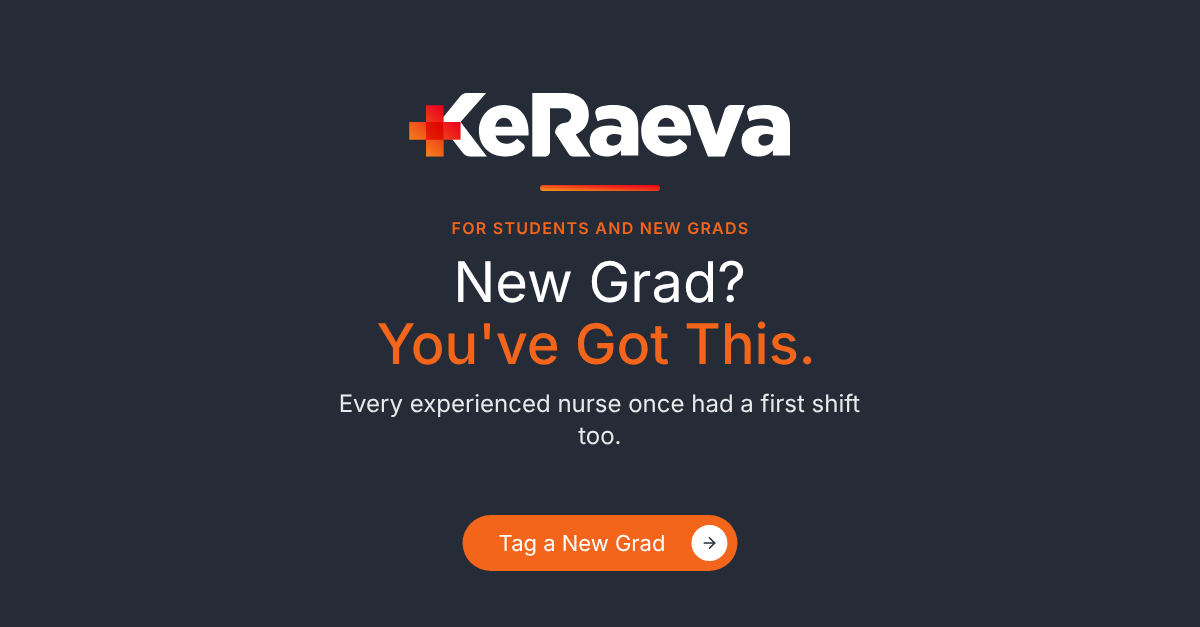 KeRaeva
FOR STUDENTS AND NEW GRADS
New Grad?
You've Got This.
Every experienced nurse once had a first shift
too.
Tag a New Grad